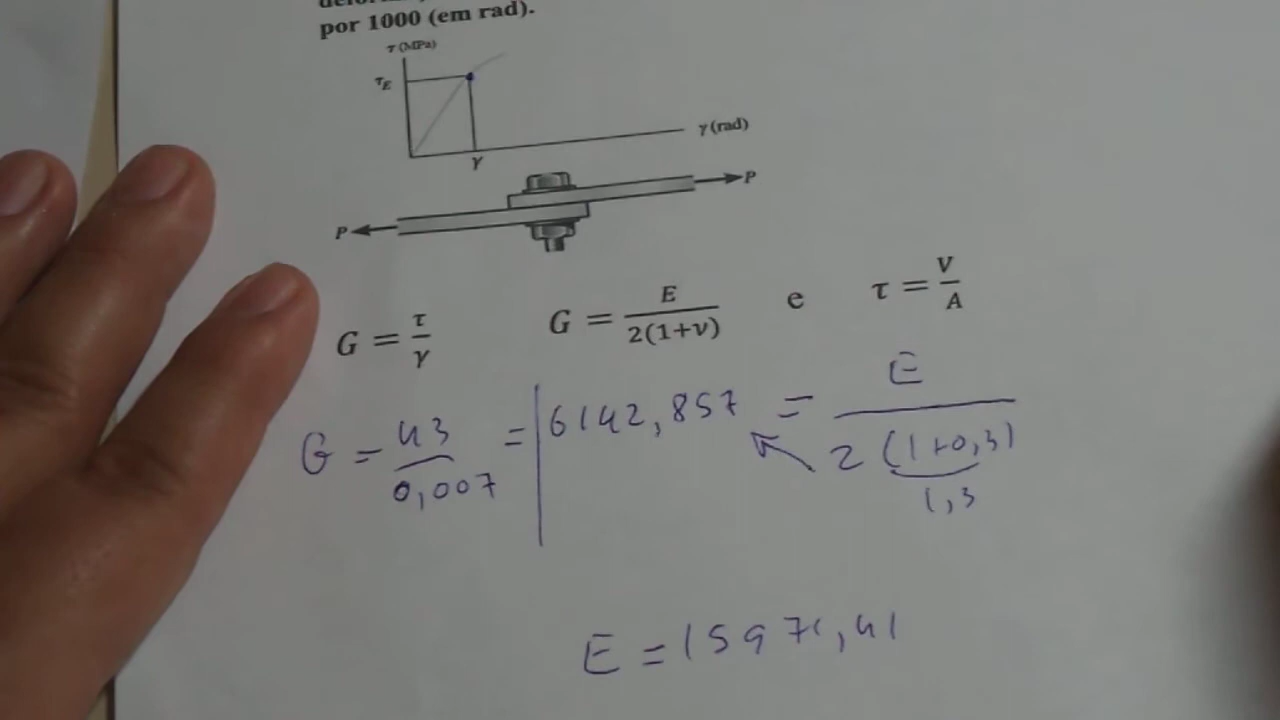 por 1000 (em rad).
τ (MPa)
τE
γ (rad)
γ
P
P
G = τ/γ G = E/2(1+ν) e τ = V/A
G = 43/0,007 = 6142,857 = E/2(1+0,3)
1,3
E = 15971,41